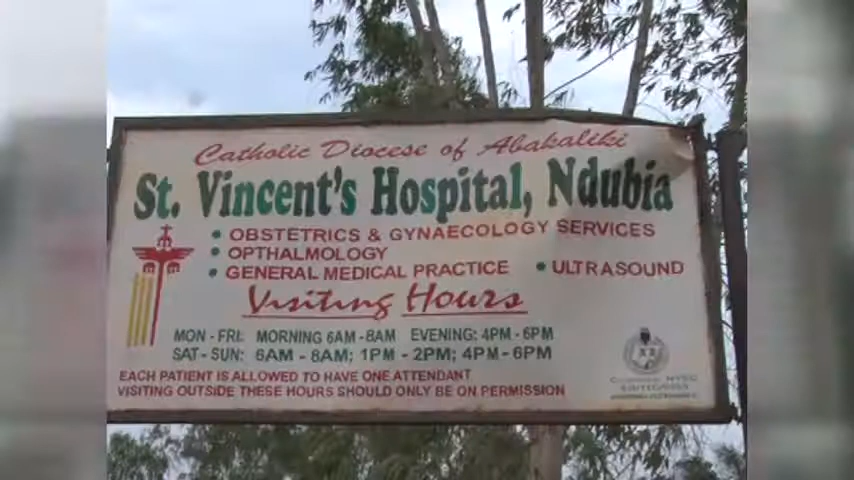 Catholic Diocese of Abakaliki
St. Vincent's Hospital, Ndubia
• OBSTETRICS & GYNAECOLOGY SERVICES
• OPTHALMOLOGY
• GENERAL MEDICAL PRACTICE • ULTRASOUND
Visiting Hours
MON - FRI: MORNING 6AM - 8AM EVENING: 4PM - 6PM
SAT - SUN: 6AM - 8AM; 1PM - 2PM; 4PM - 6PM
EACH PATIENT IS ALLOWED TO HAVE ONE ATTENDANT
VISITING OUTSIDE THESE HOURS SHOULD ONLY BE ON PERMISSION